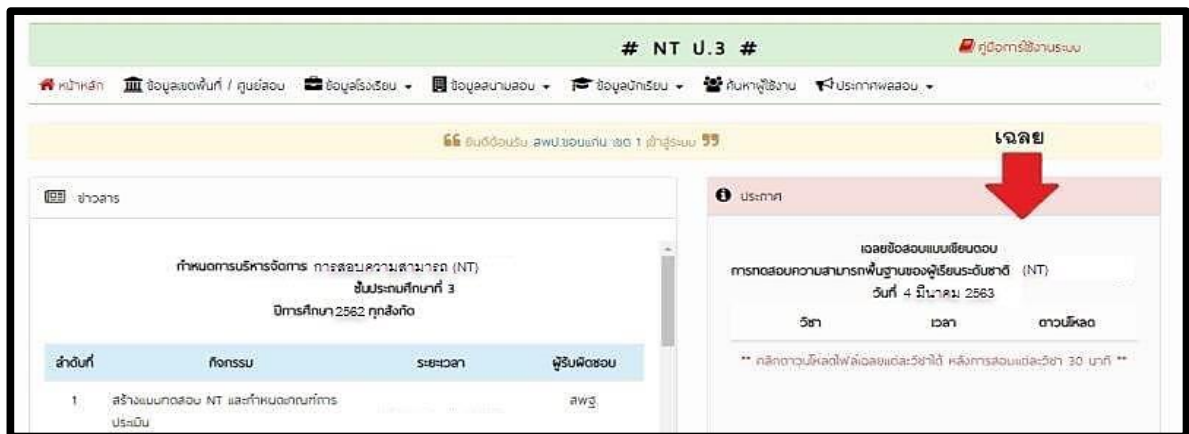 # NT ป.3 #
คู่มือการใช้งานระบบ
หน้าหลัก ข้อมูลเขตพื้นที่ / ศูนย์สอบ ข้อมูลโรงเรียน ข้อมูลสนามสอบ ข้อมูลนักเรียน ค้นหาผู้ใช้งาน ประกาศผลสอบ
ยินดีต้อนรับ สพป.ขอนแก่น เขต 1 เข้าสู่ระบบ
เฉลย
ข่าวสาร
กำหนดการบริหารจัดการ การสอบความสามารถ (NT)
ชั้นประถมศึกษาที่ 3
ปีการศึกษา 2562 ทุกสังกัด
ลำดับที่ กิจกรรม ระยะเวลา ผู้รับผิดชอบ
1 สร้างแบบทดสอบ NT และกำหนดเกณฑ์การ สพฐ.
ประเมิน
ประกาศ
เฉลยข้อสอบแบบเขียนตอบ
การทดสอบความสามารถพื้นฐานของผู้เรียนระดับชาติ (NT)
วันที่ 4 มีนาคม 2563
วิชา เวลา ดาวน์โหลด
** คลิกดาวน์โหลดไฟล์เฉลยแต่ละวิชาได้ หลังการสอบแต่ละวิชา 30 นาที **